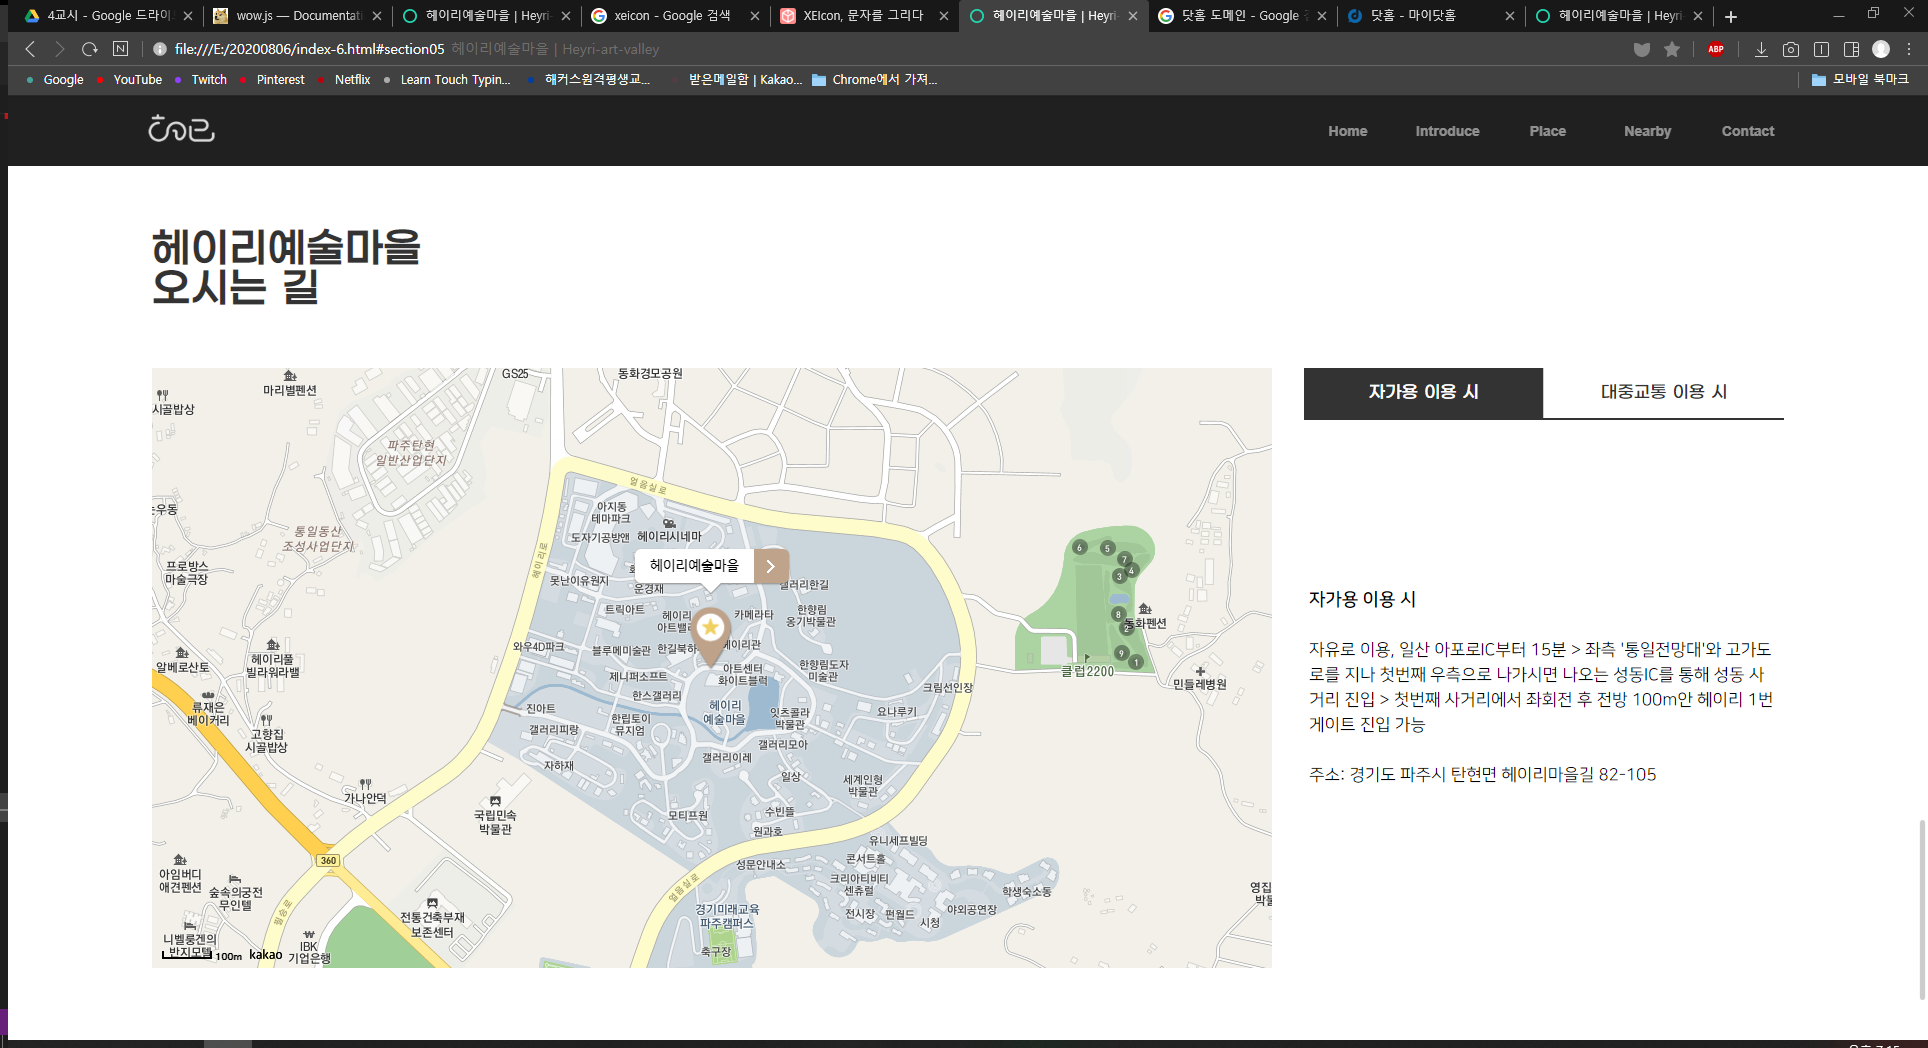 4교시 - Google 드라이
wow.js — Documentati
헤이리예술마을 | Heyri-
xeicon - Google 검색
XEIcon, 문자를 그리다
헤이리예술마을 | Heyri-
닷홈 도메인 - Google
닷홈 - 마이닷홈
헤이리예술마을 | Heyri-
file:///E:/20200806/index-6.html#section05 헤이리예술마을 | Heyri-art-valley
ABP
Google YouTube Twitch Pinterest Netflix Learn Touch Typin... 해커스원격평생교... 받은메일함 | Kakao... Chrome에서 가져... 모바일 북마크
Home Introduce Place Nearby Contact
헤이리예술마을
오시는 길
자가용 이용 시
대중교통 이용 시
GS25
동화경모공원
마리별펜션
시골밥상
파주탄현
일반산업단지
얼음실로
아지동
테마파크
헤이리시네마
도자기공방앤
통일동산
조성사업단지
헤이리로
프로방스
마술극장
헤이리예술마을
못난이유원지
운경재
갤러리한길
트릭아트
카메라타
한향림
옹기박물관
와우4D파크
블루메미술관
한길북하
아트센터
화이트블럭
한향림도자
미술관
알베로산토
헤이리풀
빌라워라밸
제니퍼소프트
한스갤러리
크림선인장
클럽2200
민들레병원
동화펜션
류재은
베이커리
진아트
한립토이
뮤지엄
헤이리
예술마을
잇츠콜라
박물관
요나루키
갤러리피랑
고향집
시골밥상
갤러리모아
갤러리이레
자하재
일상
세계인형
박물관
가나안덕
국립민속
박물관
모티프원
수빈뜰
원과호
유니세프빌딩
360
성문안내소
콘서트홀
아임버디
애견펜션
숲속의궁전
무인텔
크리아티비티
센츄럴
학생숙소동
얼음실로
필승로
전통건축부재
보존센터
경기미래교육
파주캠퍼스
전시장
펀월드
시청
야외공연장
니벨룽겐의
반지모텔
IBK
기업은행
축구장
100m kakao
6
5
7
4
3
8
2
9
1
자가용 이용 시
자유로 이용, 일산 아포로IC부터 15분 > 좌측 '통일전망대'와 고가도
로를 지나 첫번째 우측으로 나가시면 나오는 성동IC를 통해 성동 사
거리 진입 > 첫번째 사거리에서 좌회전 후 전방 100m안 헤이리 1번
게이트 진입 가능
주소: 경기도 파주시 탄현면 헤이리마을길 82-105